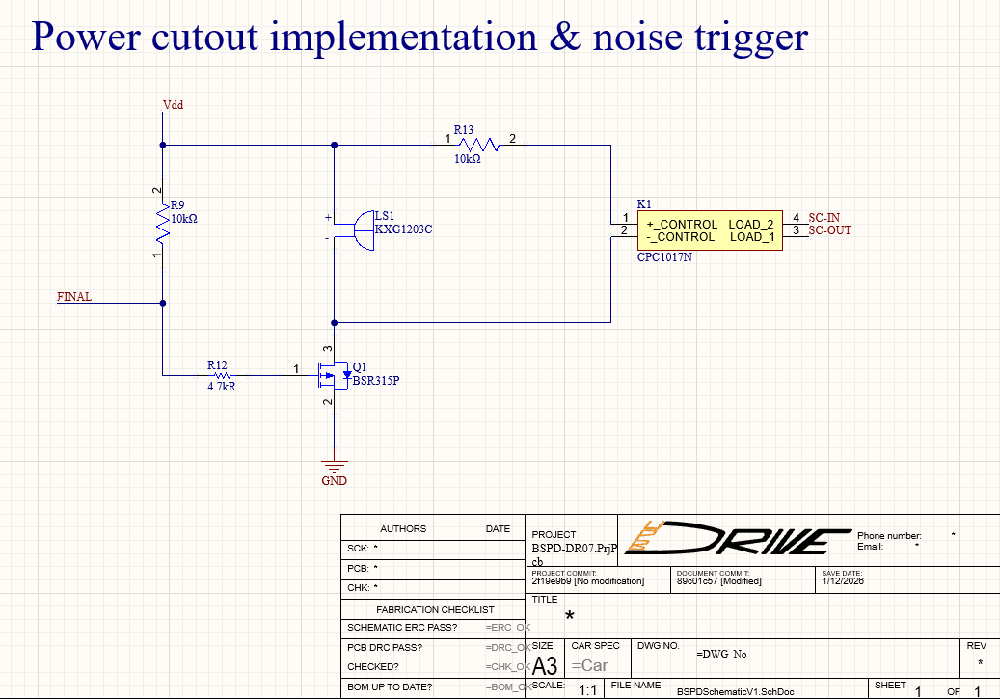 Power cutout implementation & noise trigger
Vdd
R13
1 2
10kΩ
2
R9
10kΩ
1
LS1
+
KXG1203C
-
K1
1 +_CONTROL LOAD_2 4 SC-IN
2 -_CONTROL LOAD_1 3 SC-OUT
CPC1017N
FINAL
R12
4.7kR
1
3
Q1
BSR315P
2
GND
AUTHORS DATE
SCK: *
PCB: *
CHK: *
FABRICATION CHECKLIST
SCHEMATIC ERC PASS? =ERC_OK
PCB DRC PASS? =DRC_OK
CHECKED? =CHK_OK
BOM UP TO DATE? =BOM_OK
PROJECT
BSPD-DR07.PrjP
cb
DRIVE
Phone number: *
Email: *
PROJECT COMMIT:
2f19e9b9 [No modification]
DOCUMENT COMMIT:
89c01c57 [Modified]
SAVE DATE:
1/12/2026
TITLE
*
SIZE
A3
CAR SPEC
=Car
DWG NO.
=DWG_No
REV
*
SCALE: 1:1
FILE NAME BSPDSchematicV1.SchDoc
SHEET 1 OF 1